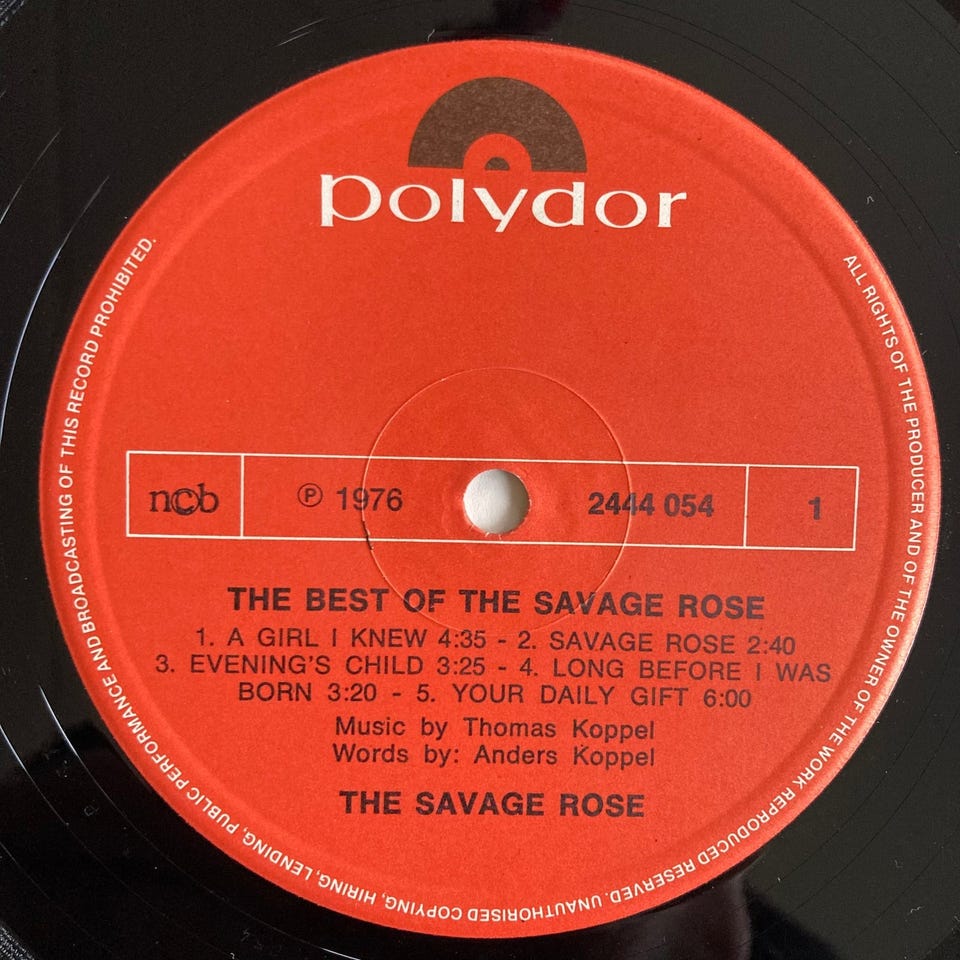 polydor
ncb
℗ 1976
2444 054
1
THE BEST OF THE SAVAGE ROSE
1. A GIRL I KNEW 4:35 - 2. SAVAGE ROSE 2:40
3. EVENING'S CHILD 3:25 - 4. LONG BEFORE I WAS
BORN 3:20 - 5. YOUR DAILY GIFT 6:00
Music by Thomas Koppel
Words by: Anders Koppel
THE SAVAGE ROSE
ALL RIGHTS OF THE PRODUCER AND OF THE OWNER OF THE WORK REPRODUCED RESERVED. UNAUTHORISED COPYING, HIRING, LENDING, PUBLIC PERFORMANCE AND BROADCASTING OF THIS RECORD PROHIBITED.